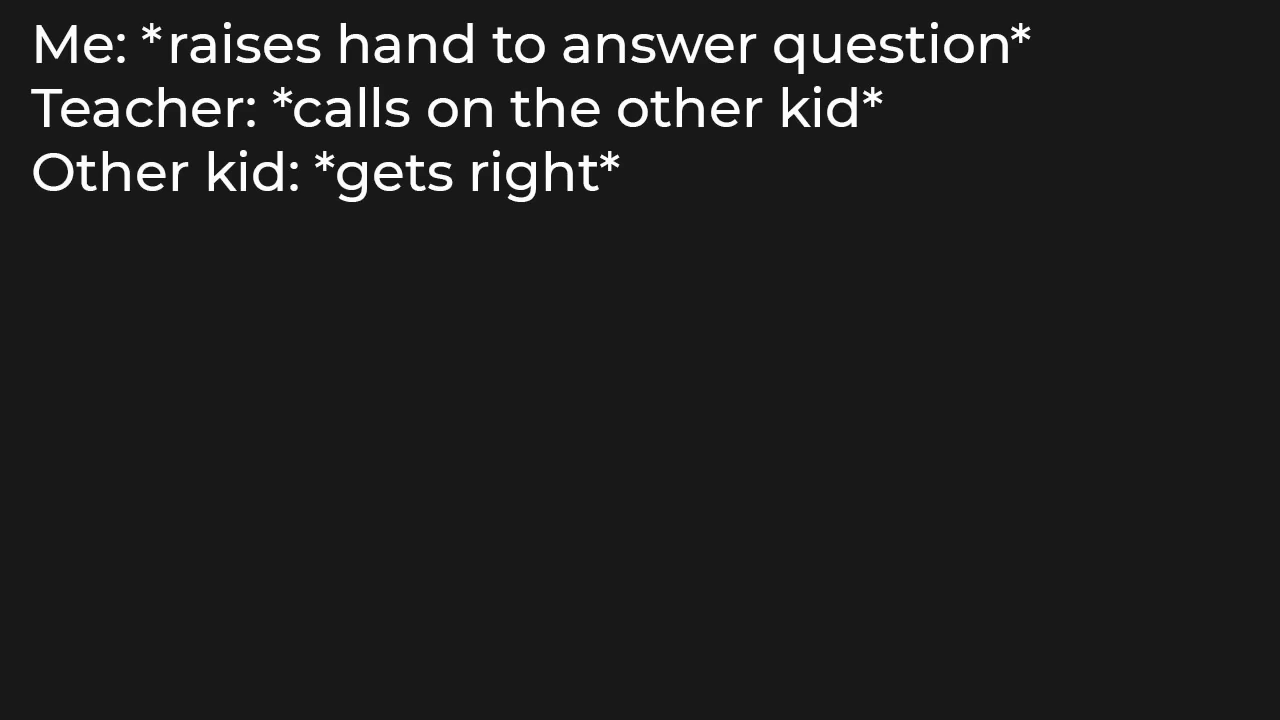 Me: *raises hand to answer question*
Teacher: *calls on the other kid*
Other kid: *gets right*